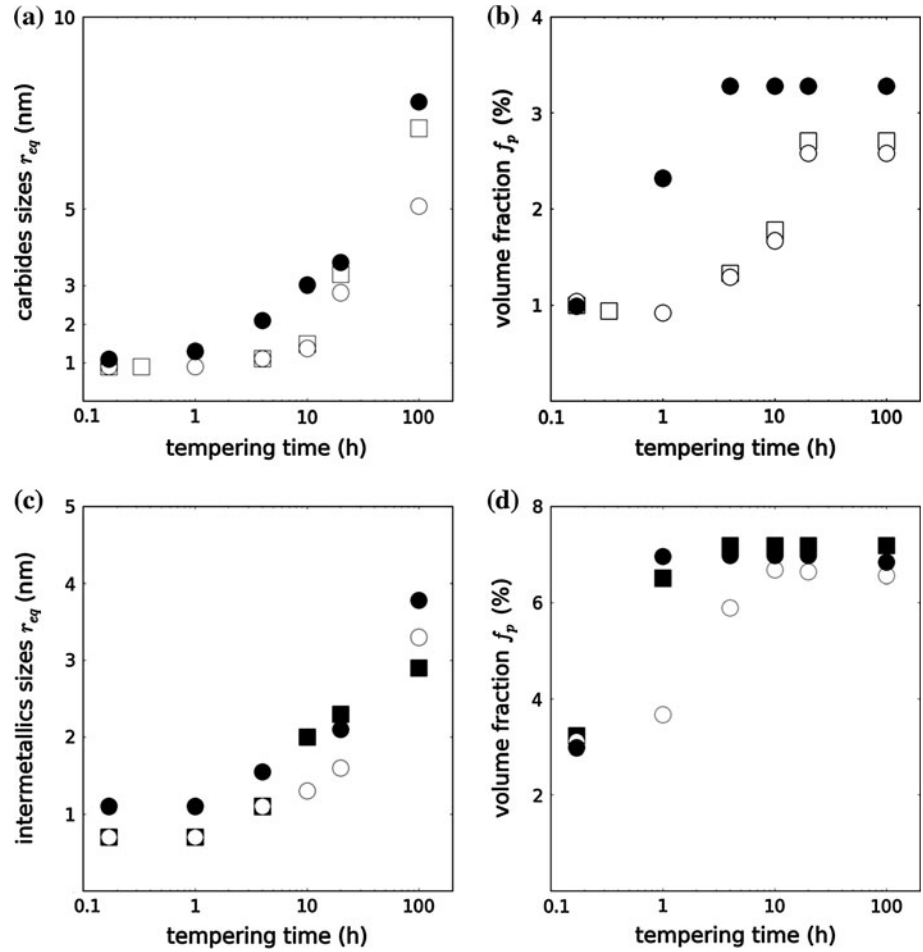 (a)
10
5
3
2
1
0.1 1 10 100
carbides sizes r_eq (nm)
tempering time (h)
(b)
4
3
2
1
0.1 1 10 100
volume fraction f_p (%)
tempering time (h)
(c)
5
4
3
2
1
0.1 1 10 100
intermetallics sizes r_eq (nm)
tempering time (h)
(d)
8
6
4
2
0.1 1 10 100
volume fraction f_p (%)
tempering time (h)